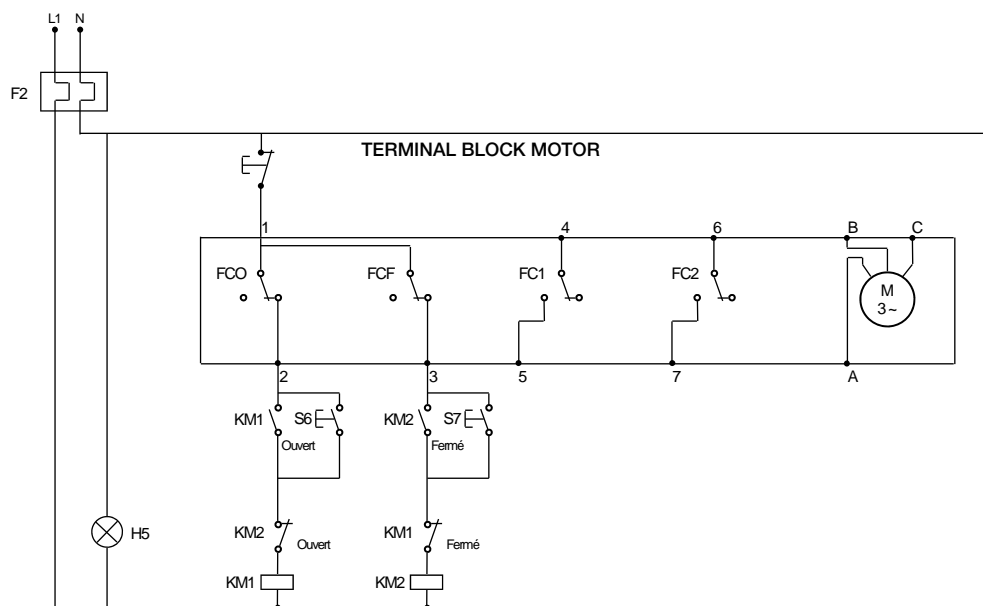 L1 N
F2
TERMINAL BLOCK MOTOR
1 4 6 B C
FCO FCF FC1 FC2 M
3~
2 3 5 7 A
KM1 S6 KM2 S7
Ouvert Fermé
H5 KM2 Ouvert KM1 Fermé
KM1 KM2